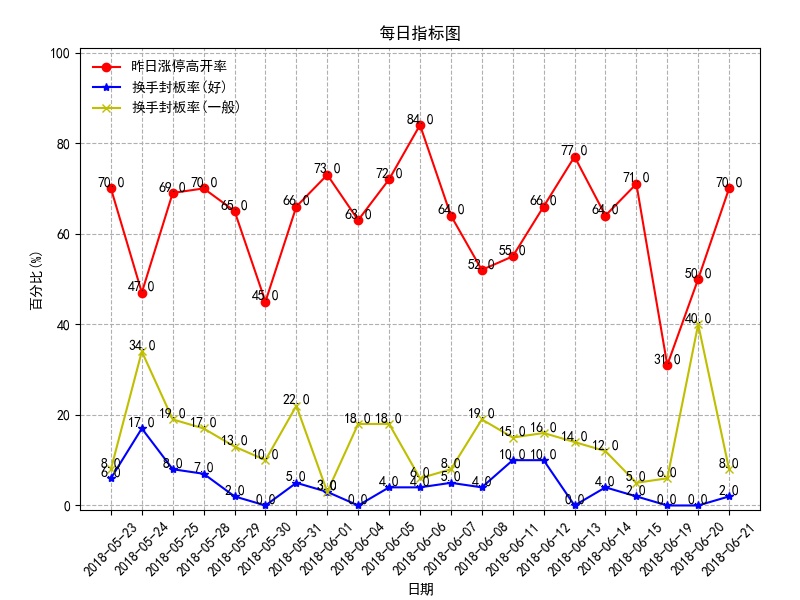 每日指标图
昨日涨停高开率
换手封板率(好)
换手封板率(一般)
百分比(%)
100
80
60
40
20
0
70.0 47.0 69.0 70.0 65.0 45.0 66.0 73.0 63.0 72.0 84.0 64.0 52.0 55.0 66.0 77.0 64.0 71.0 31.0 50.0 70.0
8.0 34.0 19.0 17.0 13.0 10.0 22.0 3.0 18.0 18.0 6.0 8.0 19.0 15.0 16.0 14.0 12.0 5.0 6.0 40.0 8.0
6.0 17.0 8.0 7.0 2.0 0.0 5.0 3.0 0.0 4.0 4.0 5.0 4.0 10.0 10.0 0.0 4.0 2.0 0.0 0.0 2.0
2018-05-23 2018-05-24 2018-05-25 2018-05-28 2018-05-29 2018-05-30 2018-05-31 2018-06-01 2018-06-04 2018-06-05 2018-06-06 2018-06-07 2018-06-08 2018-06-11 2018-06-12 2018-06-13 2018-06-14 2018-06-15 2018-06-19 2018-06-20 2018-06-21
日期